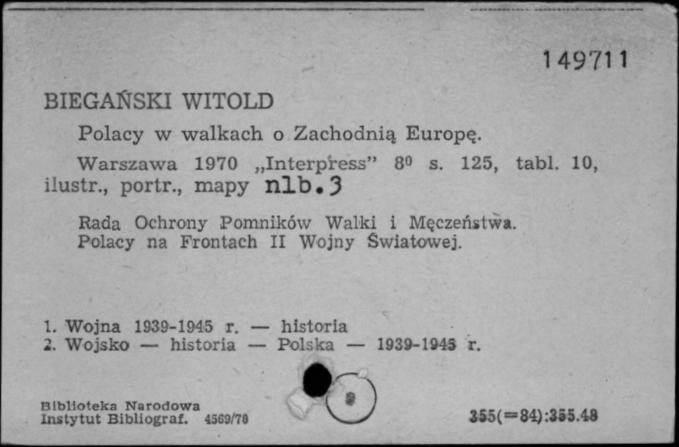 149711
BIEGAŃSKI WITOLD
Polacy w walkach o Zachodnią Europę.
Warszawa 1970 „Interpress” 8⁰ s. 125, tabl. 10,
ilustr., portr., mapy nlb.3
Rada Ochrony Pomników Walki i Męczeństwa.
Polacy na Frontach II Wojny Światowej.
1. Wojna 1939-1945 r. — historia
2. Wojsko — historia — Polska — 1939-1945 r.
9
Biblioteka Narodowa
Instytut Bibliograf. 4569/70 355(=84):355.48